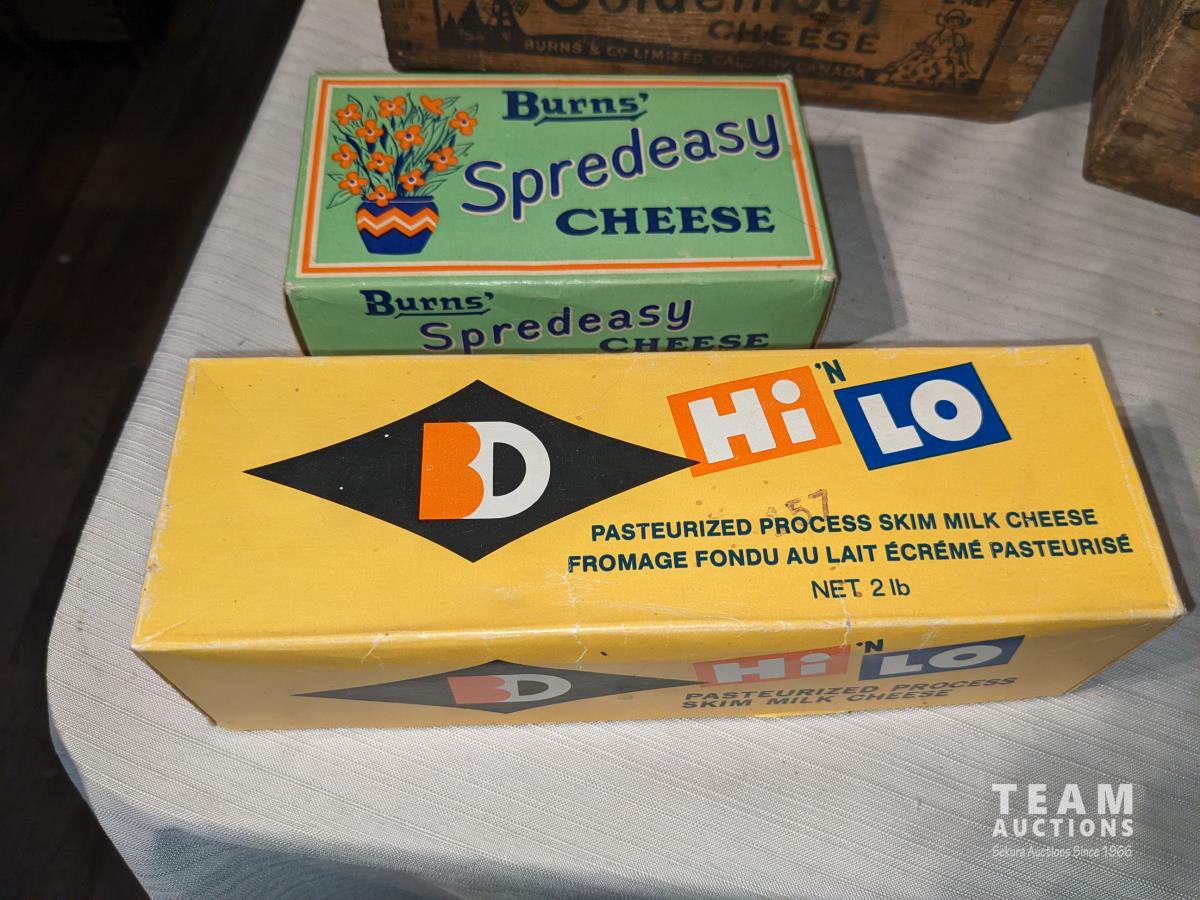 CHEESE
BURNS & CO LIMITED, CALGARY, CANADA
Burns'
Spredeasy
CHEESE
Burns'
Spredeasy
CHEESE
BD
Hi 'N LO
57
PASTEURIZED PROCESS SKIM MILK CHEESE
FROMAGE FONDU AU LAIT ÉCRÉMÉ PASTEURISÉ
NET. 2 lb
BD
Hi 'N LO
PASTEURIZED PROCESS
SKIM MILK CHEESE
TEAM
AUCTIONS
Sekura Auctions Since 1966